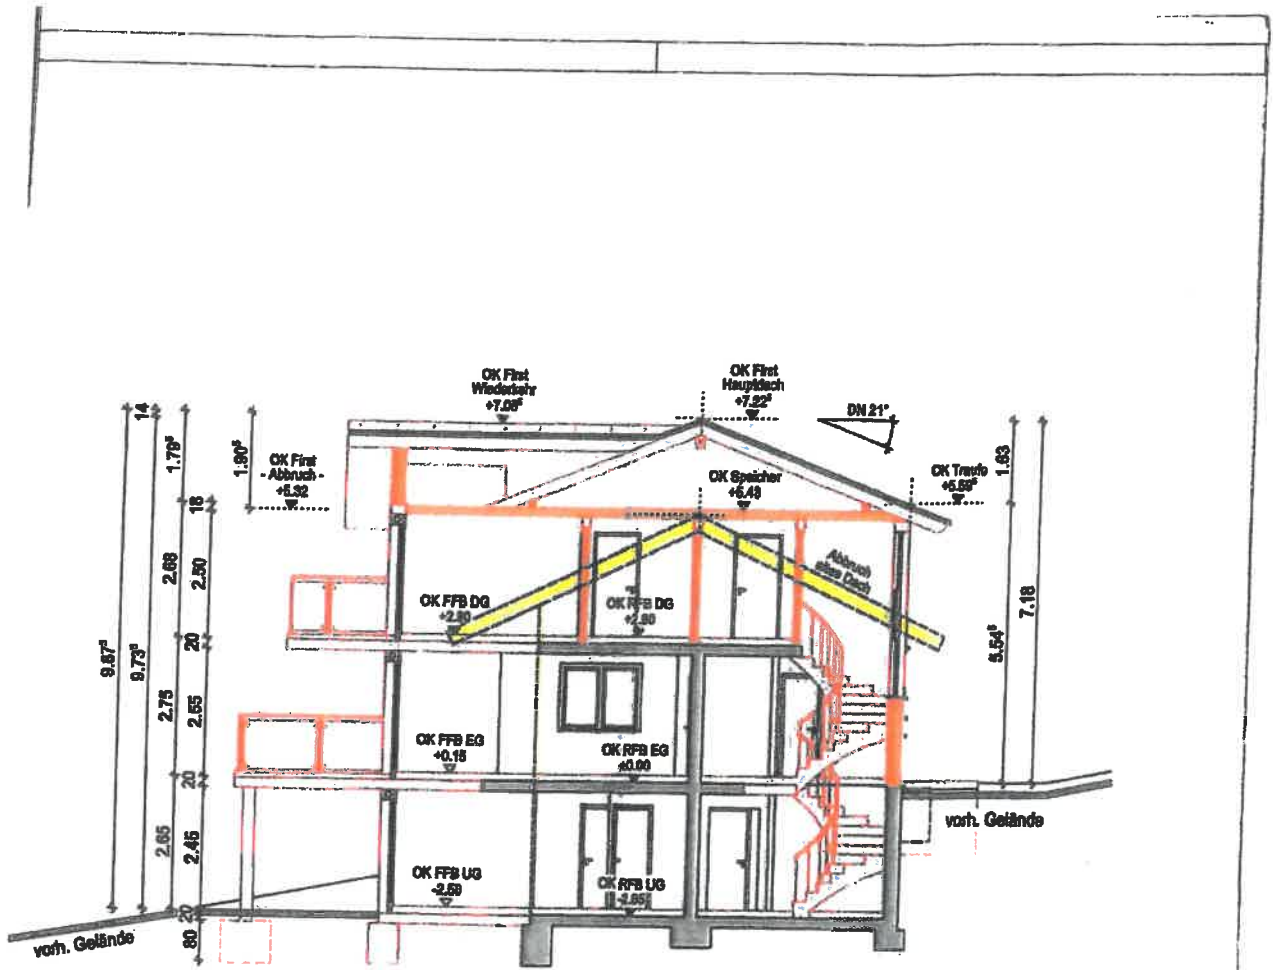 OK First
Wiederkehr
+7.08⁵
OK First
Hauptdach
+7.22⁵
DN 21°
14
1.79⁵
1.90⁵
OK First
- Abbruch -
+5.32
OK Speicher
+5.43
OK Traufe
+5.59⁵
1.63
18
2.68
2.50
Abbruch
altes Dach
OK FFB DG
+2.90
OK RFB DG
+2.80
7.18
20
5.54⁵
9.87⁵
9.73⁵
2.75
2.55
OK FFB EG
+0.15
OK RFB EG
±0.00
20
vorh. Gelände
2.65
2.45
OK FFB UG
-2.50
OK RFB UG
-2.65
20
80
vorh. Gelände